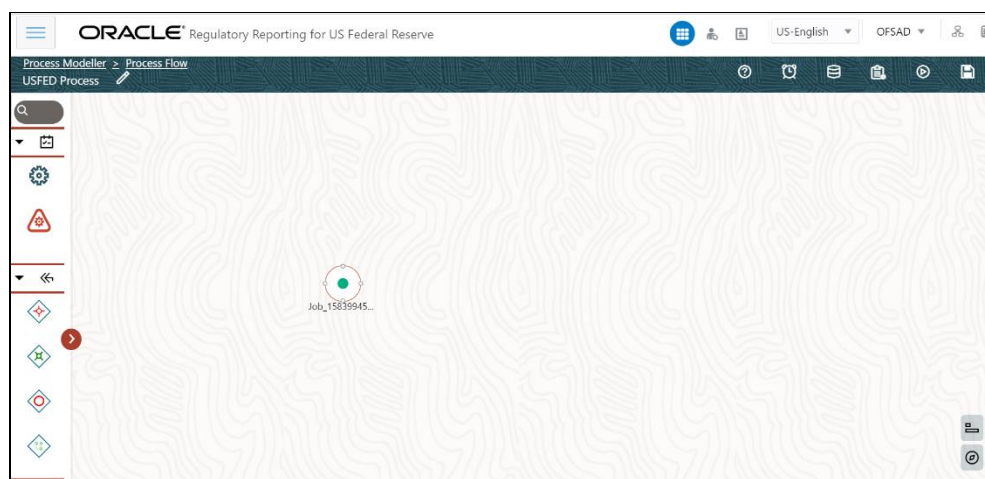 ORACLE® Regulatory Reporting for US Federal Reserve
US-English
OFSAD
Process Modeller > Process Flow
USFED Process
Job_15839945...